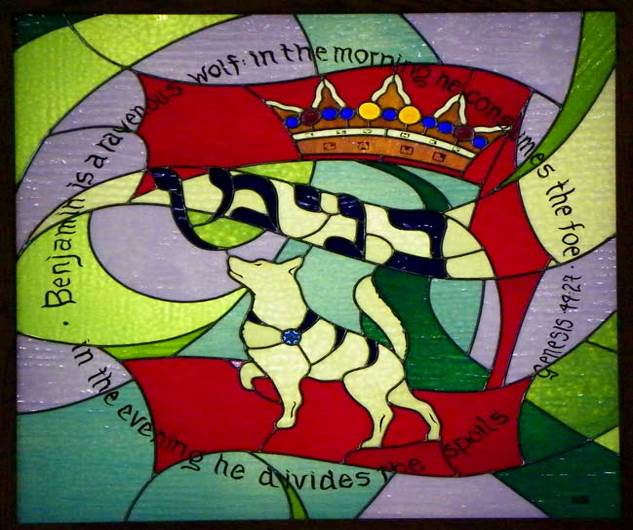 Benjamin is a ravenous wolf: in the morning he consumes the foe ·
בנימין
· in the evening he divides the spoils
Genesis 49:27 ·